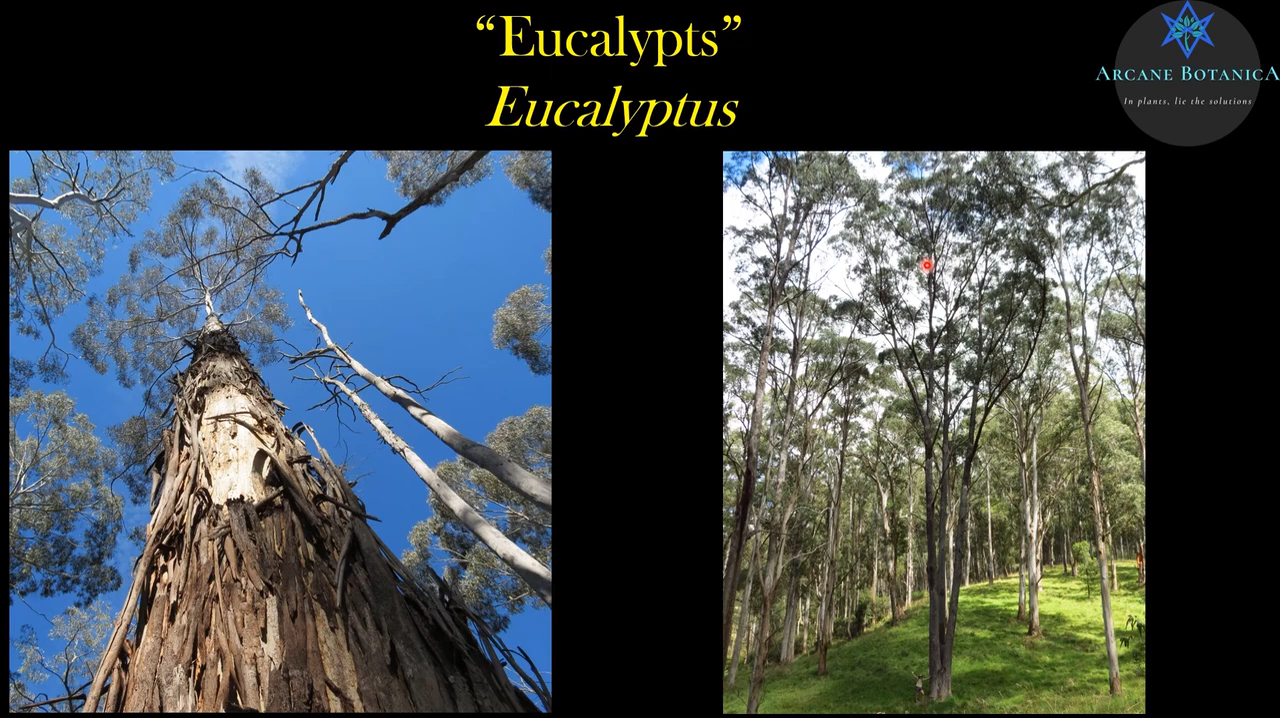 “Eucalypts”
Eucalyptus
ARCANE BOTANICA
In plants, lie the solutions